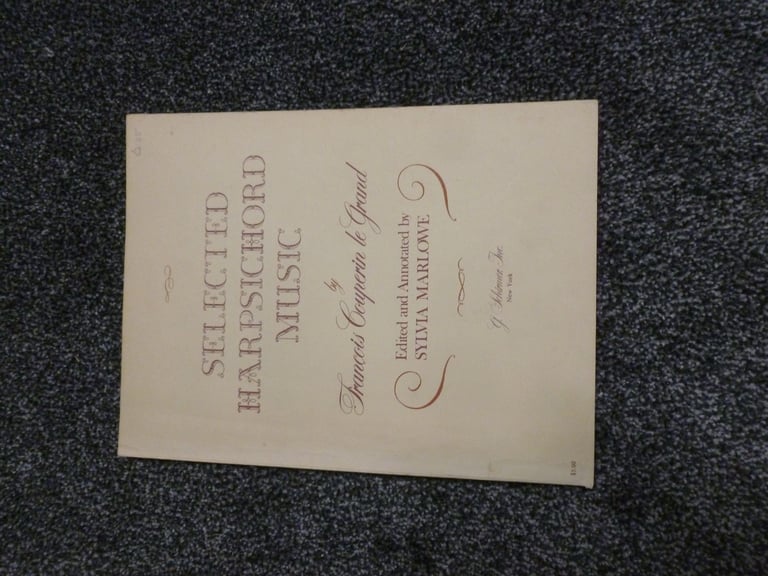 SELECTED
HARPSICHORD
MUSIC
by
François Couperin le Grand
Edited and Annotated by
SYLVIA MARLOWE
G. Schirmer Inc.
New York